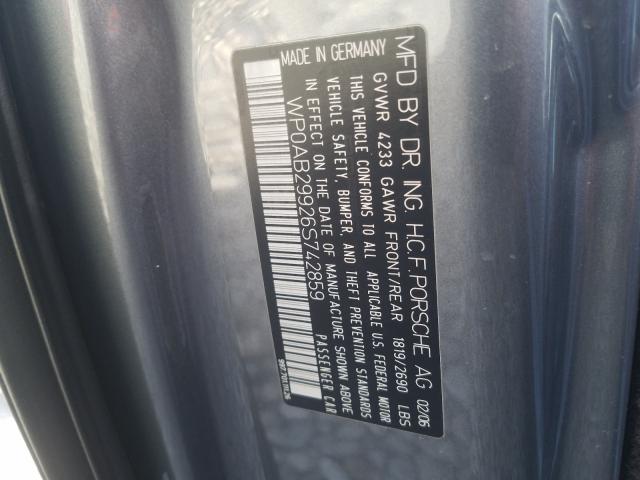 MFD BY DR. ING. H.C.F. PORSCHE AG 02/06
GVWR 4233 GAWR FRONT/REAR 1819/2690 LBS
THIS VEHICLE CONFORMS TO ALL APPLICABLE U.S. FEDERAL MOTOR
VEHICLE SAFETY, BUMPER, AND THEFT PREVENTION STANDARDS
IN EFFECT ON THE DATE OF MANUFACTURE SHOWN ABOVE
WP0AB29926S742859 PASSENGER CAR
MADE IN GERMANY